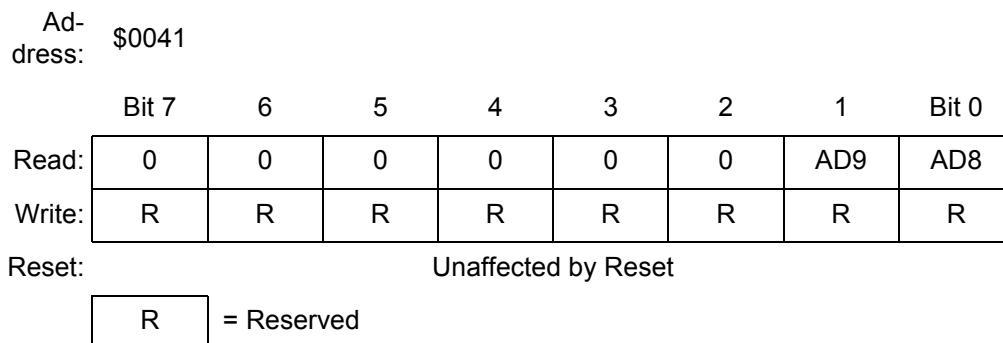 Ad-
dress: $0041
Bit 7 6 5 4 3 2 1 Bit 0
Read: 0 0 0 0 0 0 AD9 AD8
Write: R R R R R R R R
Reset: Unaffected by Reset
R = Reserved